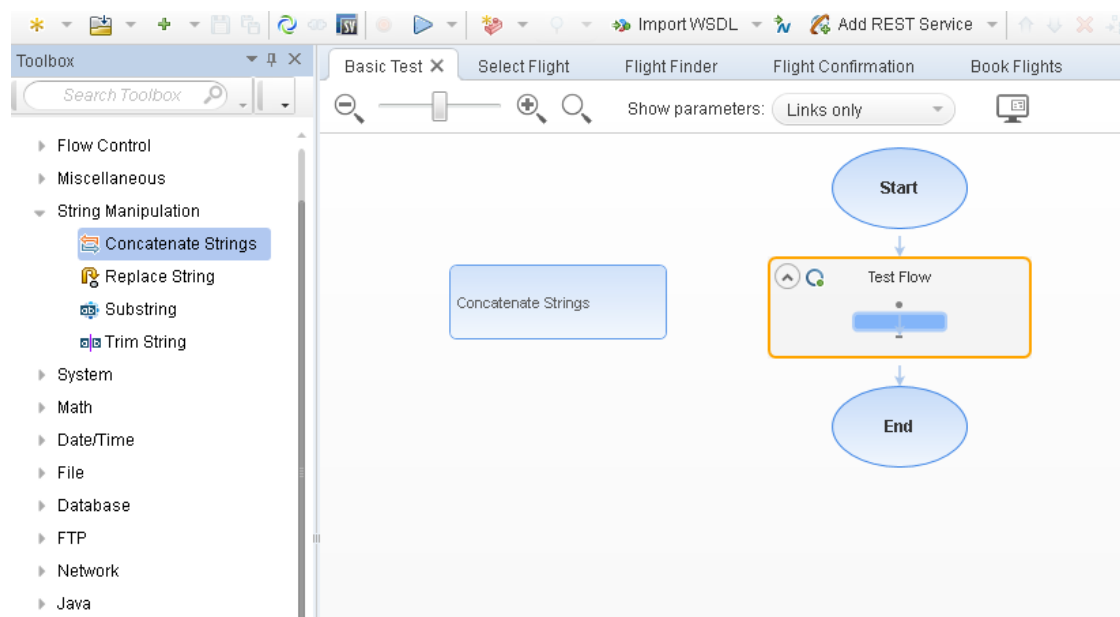 SV
Import WSDL
Add REST Service
Toolbox
Search Toolbox
Basic Test
Select Flight
Flight Finder
Flight Confirmation
Book Flights
Show parameters:
Links only
Flow Control
Miscellaneous
String Manipulation
Concatenate Strings
Replace String
Substring
Trim String
System
Math
Date/Time
File
Database
FTP
Network
Java
Start
Concatenate Strings
Test Flow
End